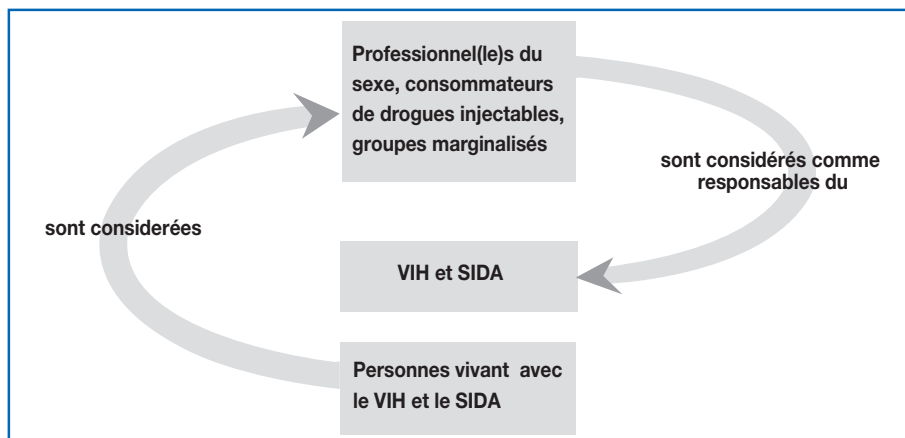 Professionnel(le)s du
sexe, consommateurs
de drogues injectables,
groupes marginalisés
sont considérés comme
responsables du
sont considerées
VIH et SIDA
Personnes vivant avec
le VIH et le SIDA